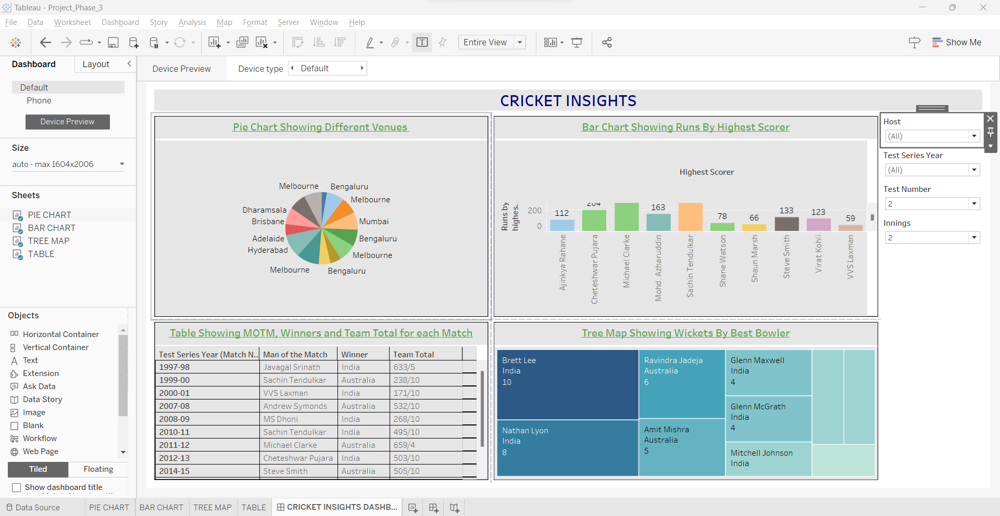 Tableau - Project_Phase_3
File Data Worksheet Dashboard Story Analysis Map Format Server Window Help
Entire View
Show Me
Dashboard Layout
Device Preview Device type Default
Default
Phone
Device Preview
Size
auto - max 1604x2006
Sheets
PIE CHART
BAR CHART
TREE MAP
TABLE
Objects
Horizontal Container
Vertical Container
Text
Extension
Ask Data
Data Story
Image
Blank
Workflow
Web Page
Tiled Floating
Show dashboard title
CRICKET INSIGHTS
Pie Chart Showing Different Venues
Melbourne
Bengaluru
Melbourne
Dharamsala
Brisbane
Mumbai
Adelaide
Bengaluru
Hyderabad
Melbourne
Melbourne
Bengaluru
Bar Chart Showing Runs By Highest Scorer
Highest Scorer
Runs by
highes..
200
0
112
204
163
78
66
133
123
59
Ajinkya Rahane
Cheteshwar Pujara
Michael Clarke
Mohd. Azharuddin
Sachin Tendulkar
Shane Watson
Shaun Marsh
Steve Smith
Virat Kohli
VVS Laxman
Host
(All)
Test Series Year
(All)
Test Number
2
Innings
2
Table Showing MOTM, Winners and Team Total for each Match
Test Series Year (Match N.. Man of the Match Winner Team Total
1997-98 Javagal Srinath India 633/5
1999-00 Sachin Tendulkar Australia 238/10
2000-01 VVS Laxman India 171/10
2007-08 Andrew Symonds Australia 532/10
2008-09 MS Dhoni India 268/10
2010-11 Sachin Tendulkar India 495/10
2011-12 Michael Clarke Australia 659/4
2012-13 Cheteshwar Pujara India 503/10
2014-15 Steve Smith Australia 505/10
Tree Map Showing Wickets By Best Bowler
Brett Lee
India
10
Nathan Lyon
India
8
Ravindra Jadeja
Australia
6
Amit Mishra
Australia
5
Glenn Maxwell
India
4
Glenn McGrath
India
4
Mitchell Johnson
India
Data Source PIE CHART BAR CHART TREE MAP TABLE CRICKET INSIGHTS DASHB...